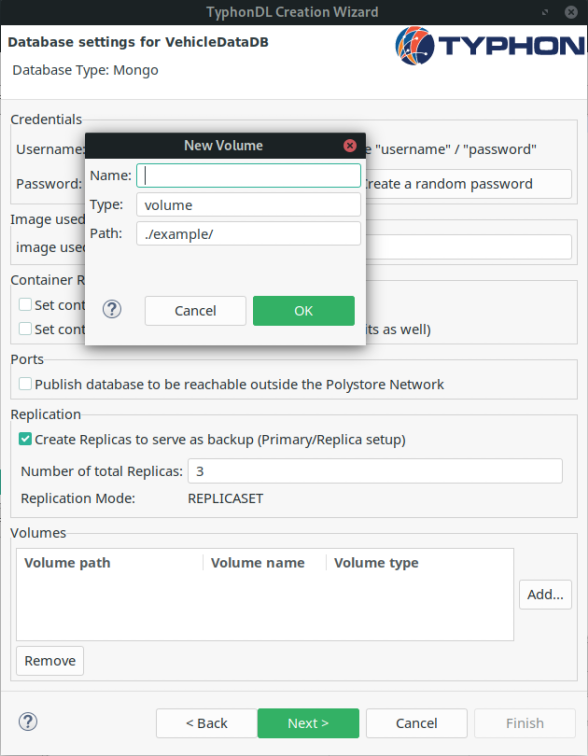 TyphonDL Creation Wizard
Database settings for VehicleDataDB
Database Type: Mongo
TYPHON
Credentials
Username:
"username" / "password"
Password:
reate a random password
Image used
image used
New Volume
Name:
Type: volume
Path: ./example/
?
Cancel
OK
Container R
Set cont
Set cont
its as well)
Ports
Publish database to be reachable outside the Polystore Network
Replication
Create Replicas to serve as backup (Primary/Replica setup)
Number of total Replicas: 3
Replication Mode: REPLICASET
Volumes
Volume path Volume name Volume type
Add...
Remove
?
< Back Next > Cancel Finish